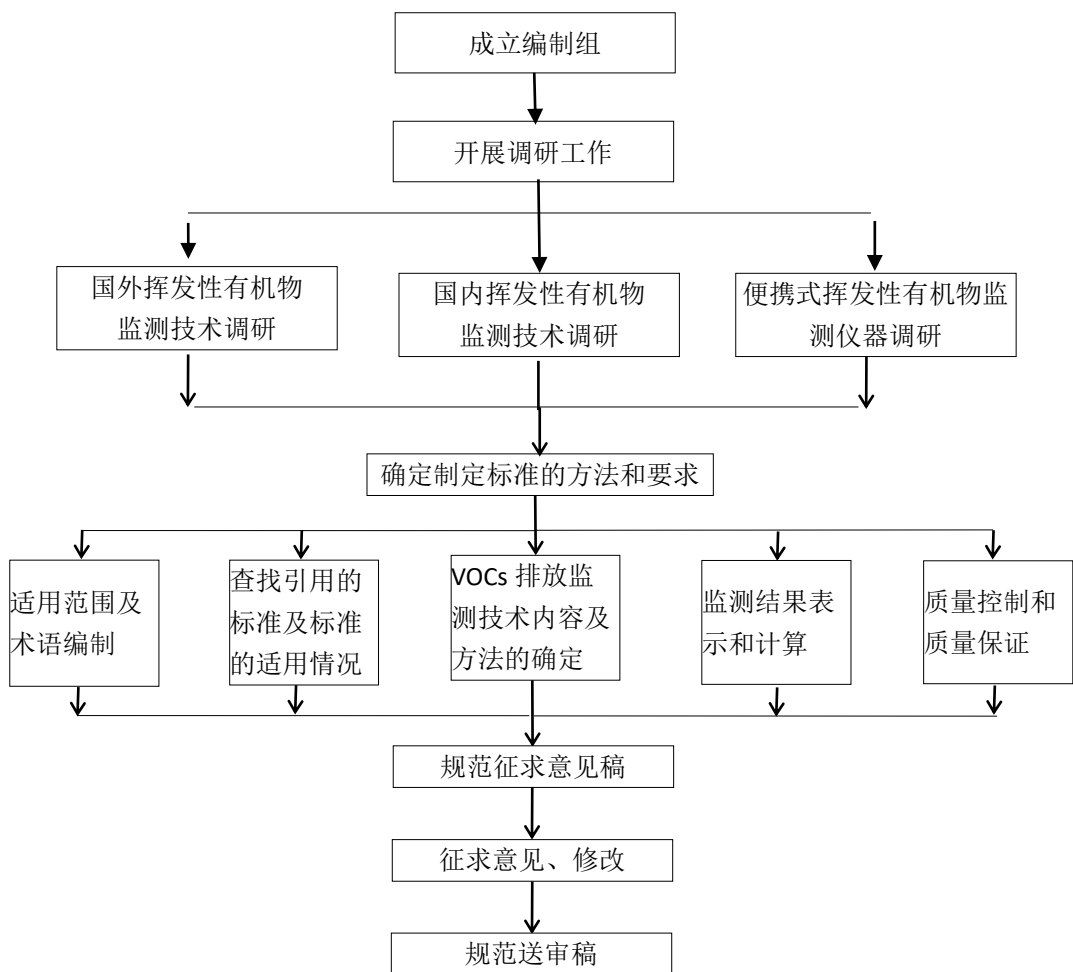 成立编制组
开展调研工作
国外挥发性有机物
监测技术调研
国内挥发性有机物
监测技术调研
便携式挥发性有机物监
测仪器调研
确定制定标准的方法和要求
适用范围及
术语编制
查找引用的
标准及标准
的适用情况
VOCs 排放监
测技术内容及
方法的确定
监测结果表
示和计算
质量控制和
质量保证
规范征求意见稿
征求意见、修改
规范送审稿